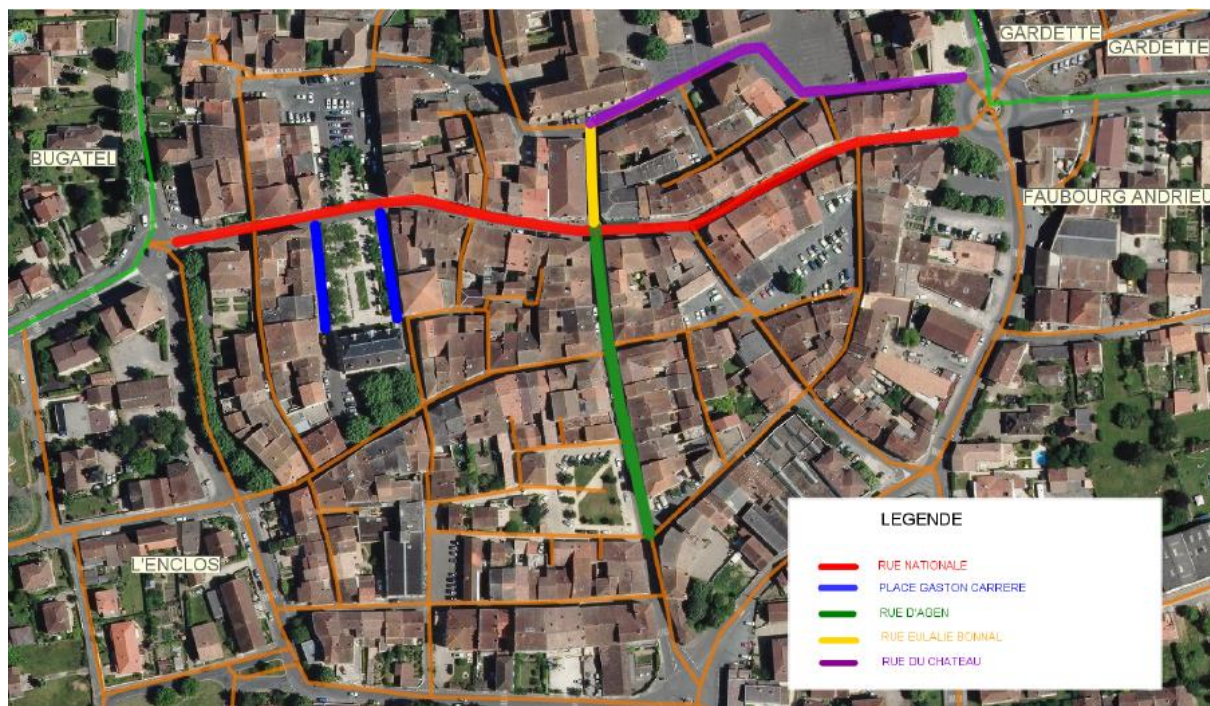 GARDETTE
GARDETTE
BUGATEL
FAUBOURG ANDRIEU
L'ENCLOS
LEGENDE
RUE NATIONALE
PLACE GASTON CARRERE
RUE D'AGEN
RUE EULALIE BONNAL
RUE DU CHATEAU